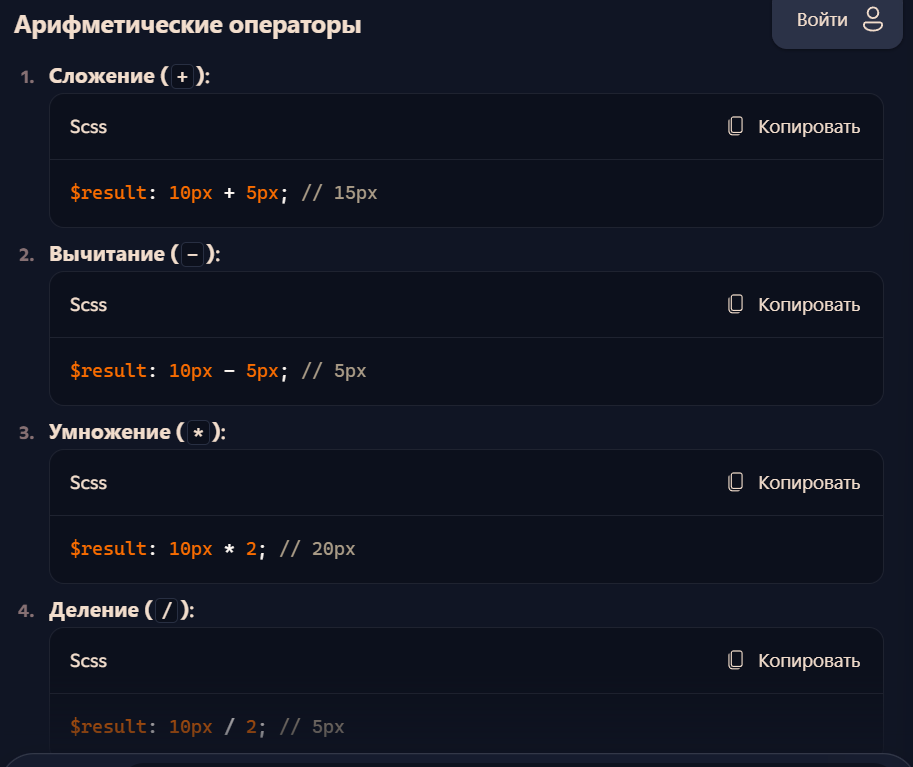 Арифметические операторы
Войти
1. Сложение (+):
Scss
Копировать
$result: 10px + 5px; // 15px
2. Вычитание (-):
Scss
Копировать
$result: 10px - 5px; // 5px
3. Умножение (*):
Scss
Копировать
$result: 10px * 2; // 20px
4. Деление (/):
Scss
Копировать
$result: 10px / 2; // 5px